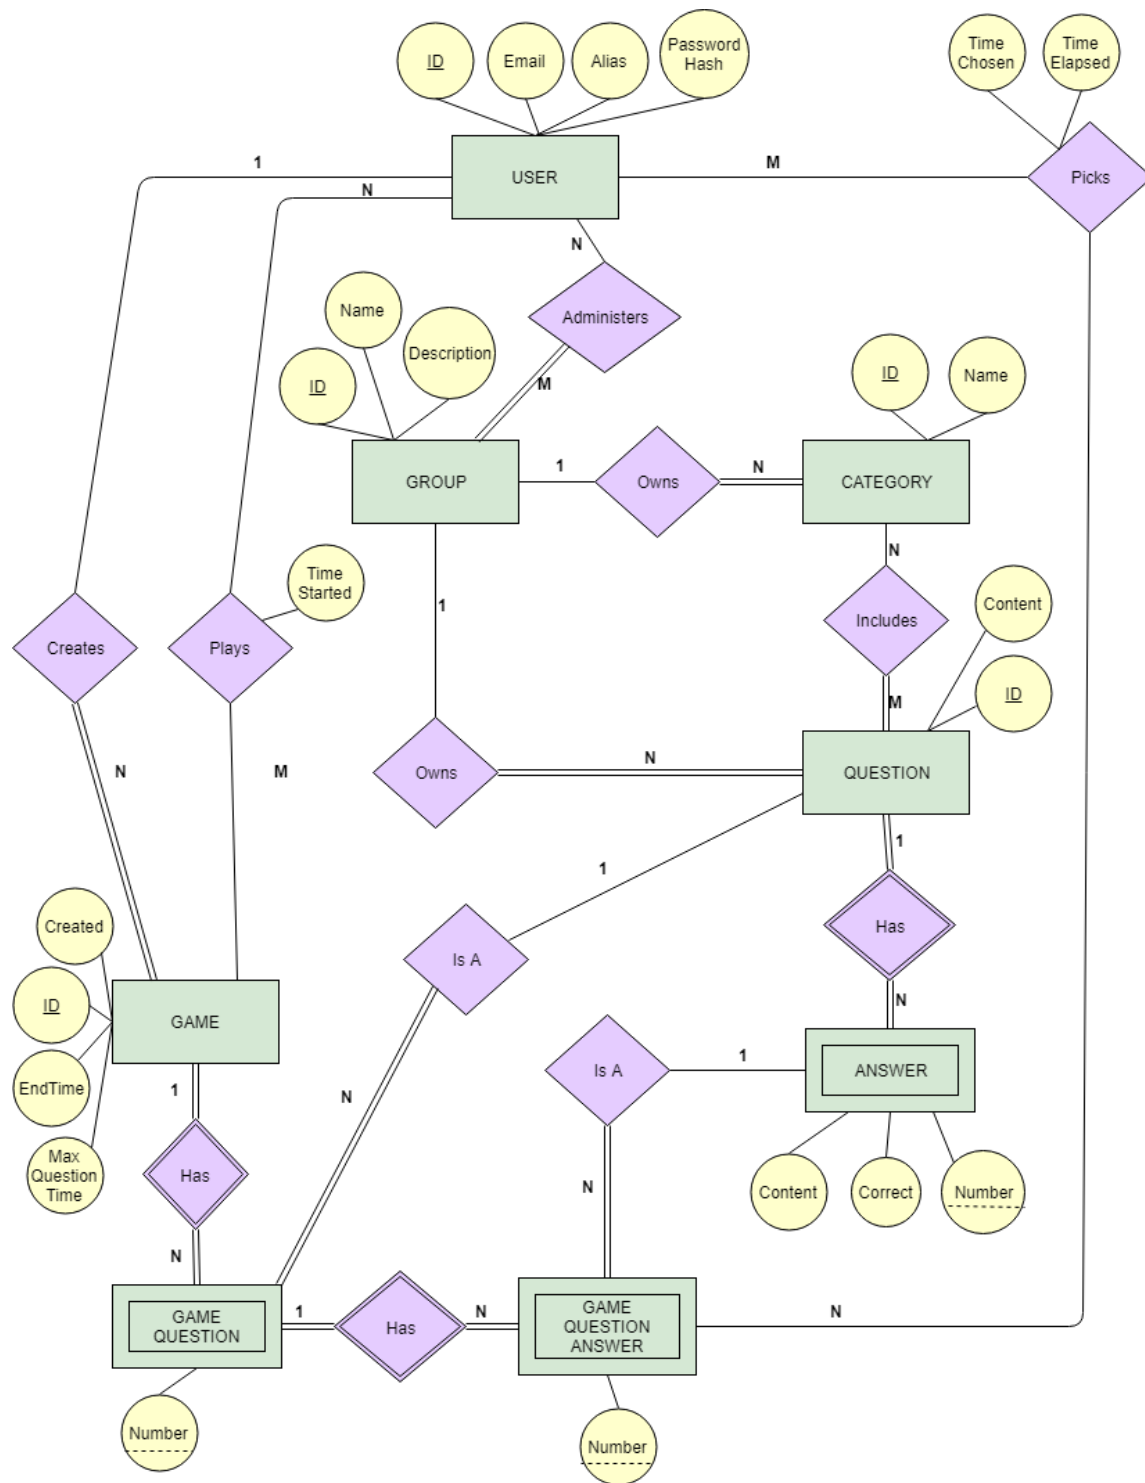 ID
Email
Alias
Password
Hash
Time
Chosen
Time
Elapsed
1
N
USER
M
Picks
N
Administers
M
Name
ID
Description
ID
Name
GROUP
1
Owns
N
CATEGORY
N
Time
Started
1
Includes
Content
Creates
Plays
M
ID
N
M
Owns
N
QUESTION
1
1
Created
ID
EndTime
Max
Question
Time
GAME
Is A
Has
N
N
Is A
1
ANSWER
1
Has
N
N
Content
Correct
Number
GAME
QUESTION
1
Has
N
GAME
QUESTION
ANSWER
N
Number
Number